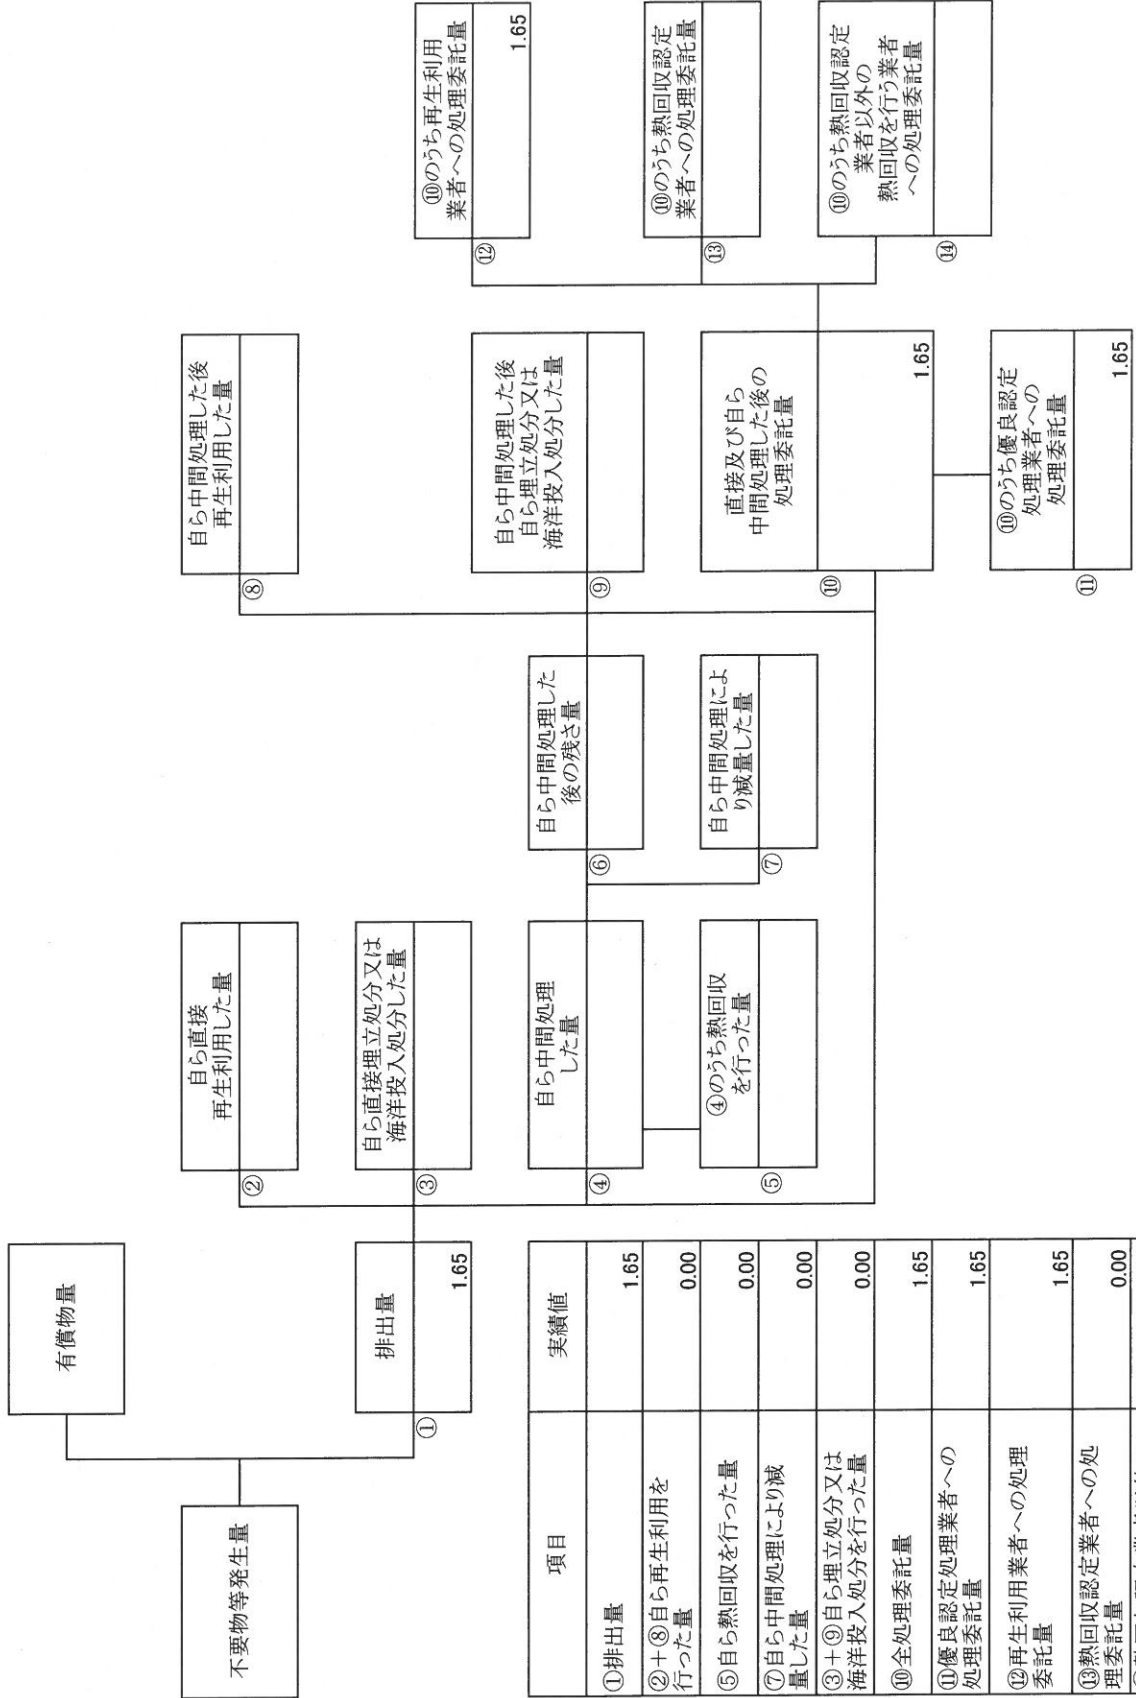 有償物量
不要物等発生量
排出量
①
1.65
自ら直接
再生利用した量
②
自ら直接埋立処分又は
海洋投入処分した量
③
自ら中間処理
した量
④
④のうち熱回収
を行った量
⑤
自ら中間処理した
後の残さ量
⑥
自ら中間処理によ
り減量した量
⑦
自ら中間処理した後
再生利用した量
⑧
自ら中間処理した後
自ら埋立処分又は
海洋投入処分した量
⑨
直接及び自ら
中間処理した後の
処理委託量
⑩
1.65
⑩のうち優良認定
処理業者への
処理委託量
⑪
1.65
⑩のうち再生利用
業者への処理委託量
⑫
1.65
⑩のうち熱回収認定
業者への処理委託量
⑬
⑩のうち熱回収認定
業者以外の
熱回収を行う業者
への処理委託量
⑭
項目 実績値
①排出量 1.65
②+⑧自ら再生利用を
行った量 0.00
⑤自ら熱回収を行った量 0.00
⑦自ら中間処理により減
量した量 0.00
③+⑨自ら埋立処分又は
海洋投入処分を行った量 0.00
⑩全処理委託量 1.65
⑪優良認定処理業者への
処理委託量 1.65
⑫再生利用業者への処理
委託量 1.65
⑬熱回収認定業者への処
理委託量 0.00